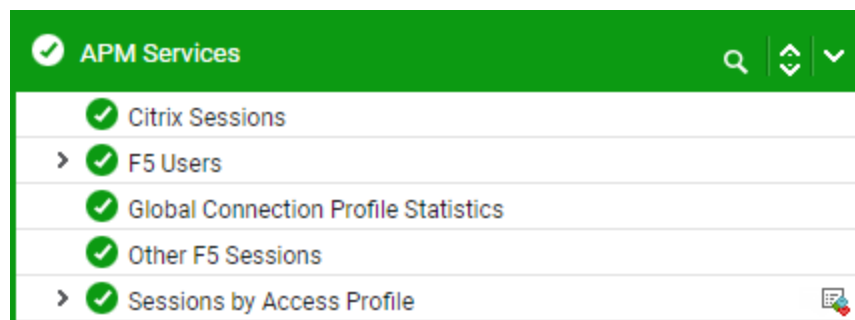 APM Services
Citrix Sessions
F5 Users
Global Connection Profile Statistics
Other F5 Sessions
Sessions by Access Profile